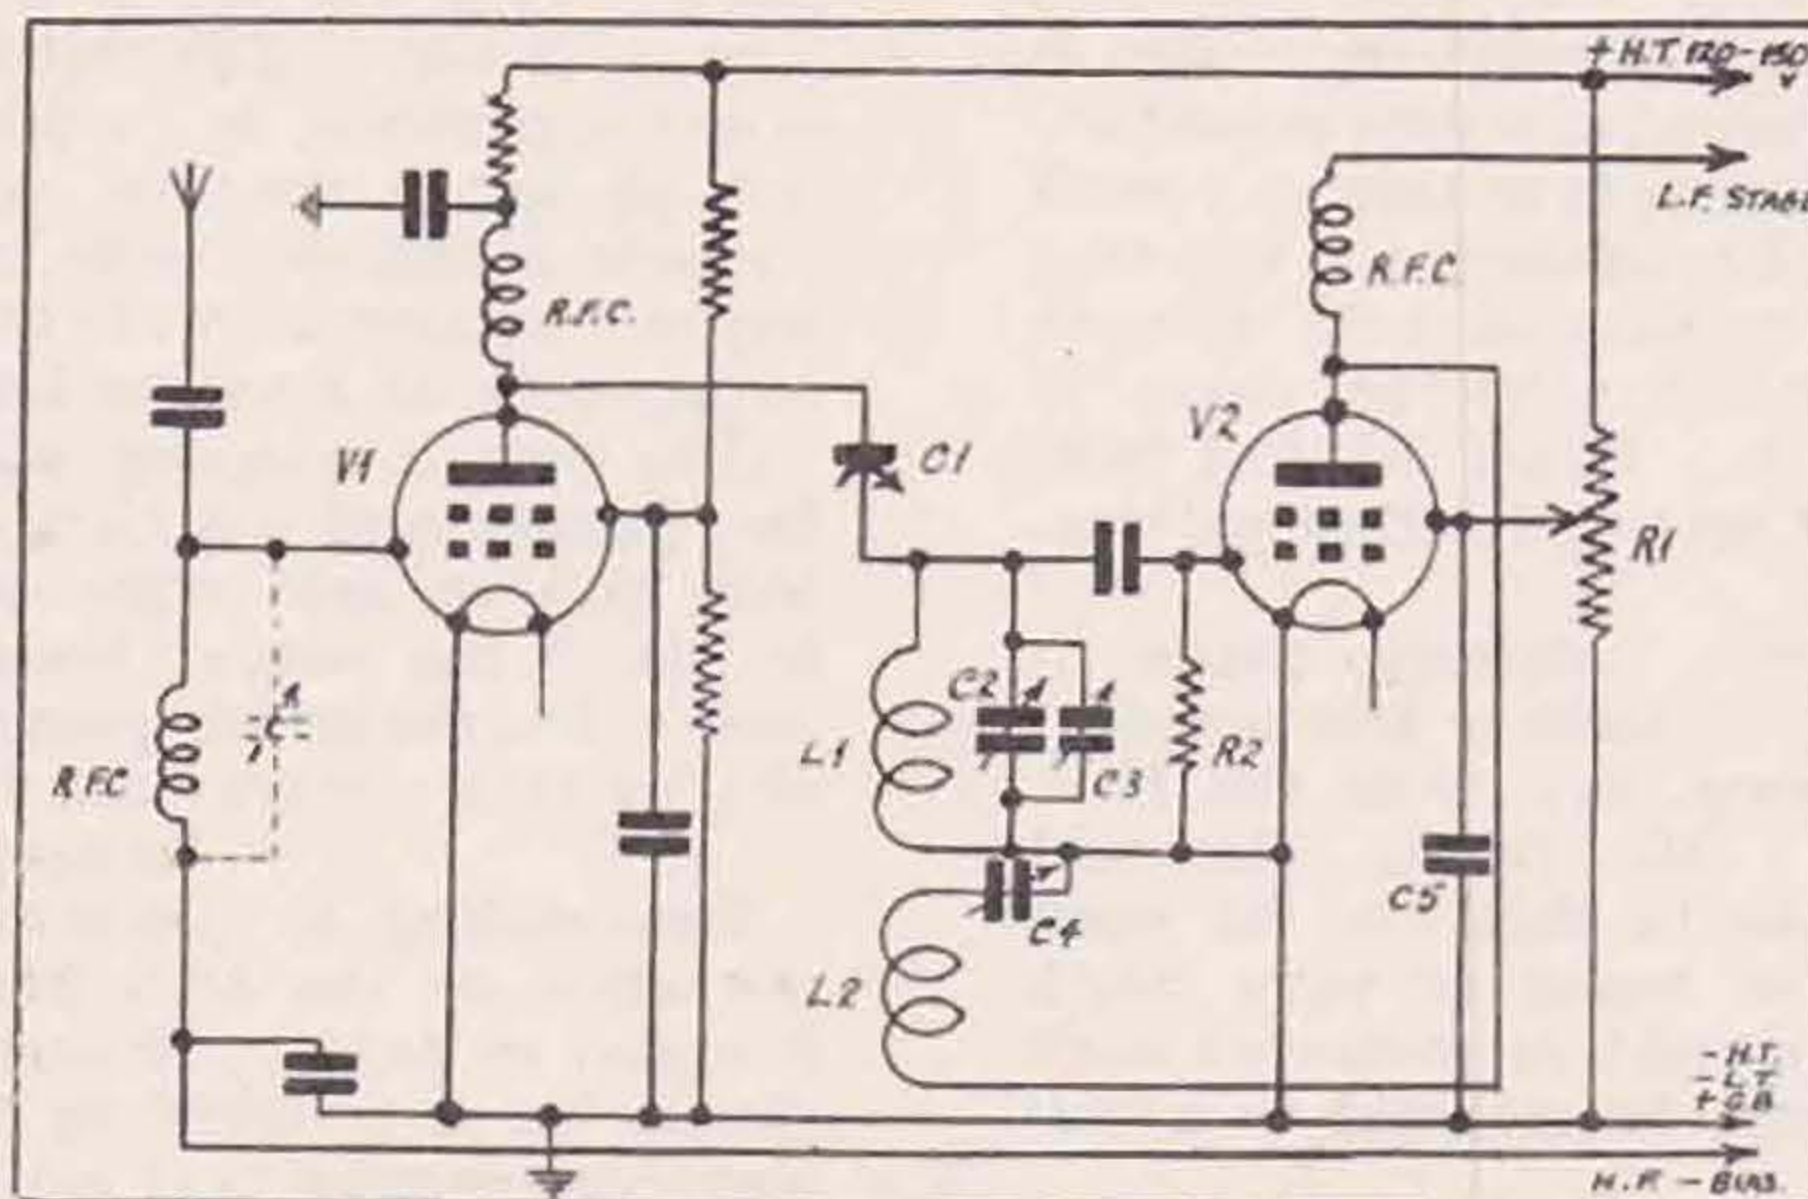 + H.T. 120-150
V
L.F. STAGE
R.F.C.
R.F.C.
V1
C1
V2
R1
C2
L1
C3
R2
R.F.C
C5
C4
L2
- H.T.
- L.T.
+ G.B.
H.F. - BIAS.